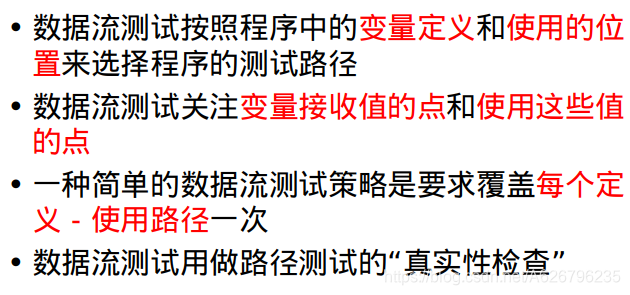 • 数据流测试按照程序中的变量定义和使用的位
置来选择程序的测试路径
• 数据流测试关注变量接收值的点和使用这些值
的点
• 一种简单的数据流测试策略是要求覆盖每个定
义 - 使用路径一次
• 数据流测试用做路径测试的“真实性检查”
https://blog.csdn.net/A626796235